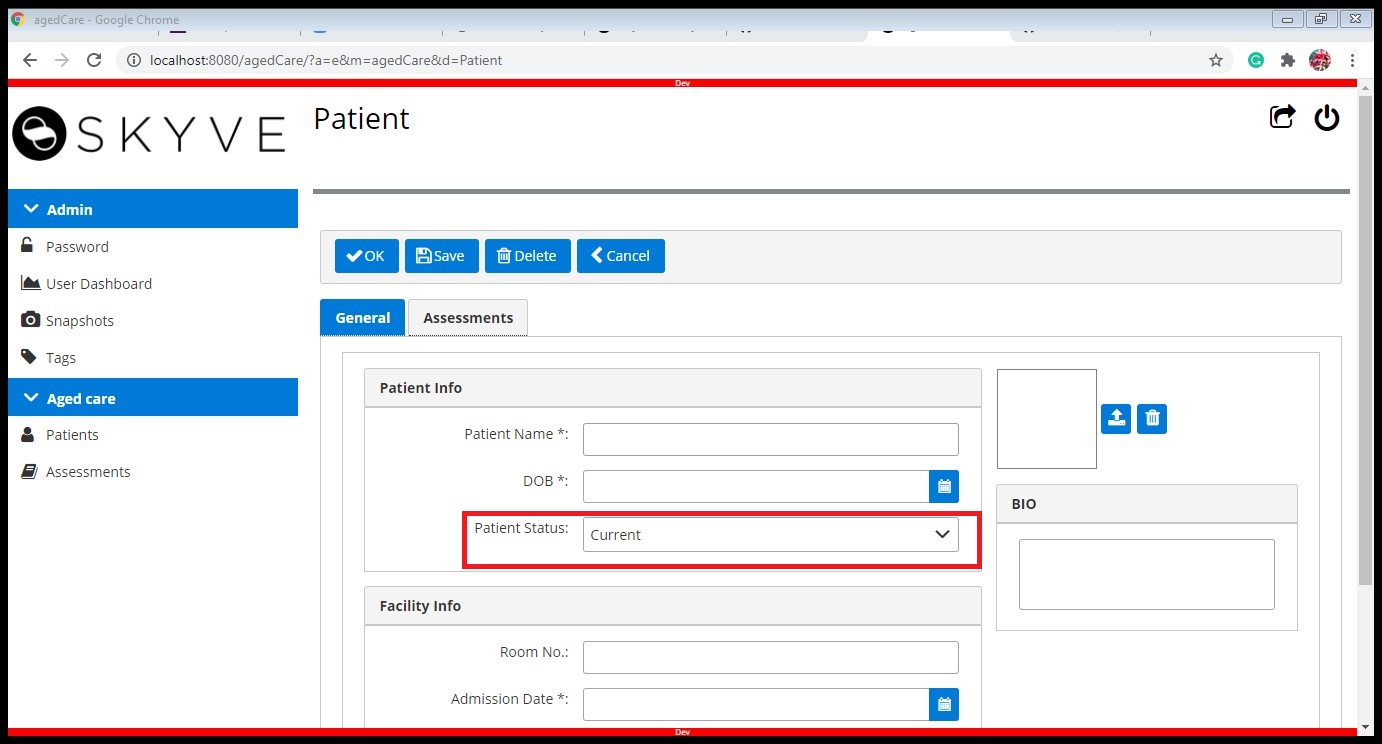 agedCare - Google Chrome
localhost:8080/agedCare/?a=e&m=agedCare&d=Patient
Dev
SKYVE
Patient
Admin
Password
User Dashboard
Snapshots
Tags
Aged care
Patients
Assessments
OK Save Delete Cancel
General Assessments
Patient Info
Patient Name *:
DOB *:
Patient Status: Current
BIO
Facility Info
Room No.:
Admission Date *:
Dev